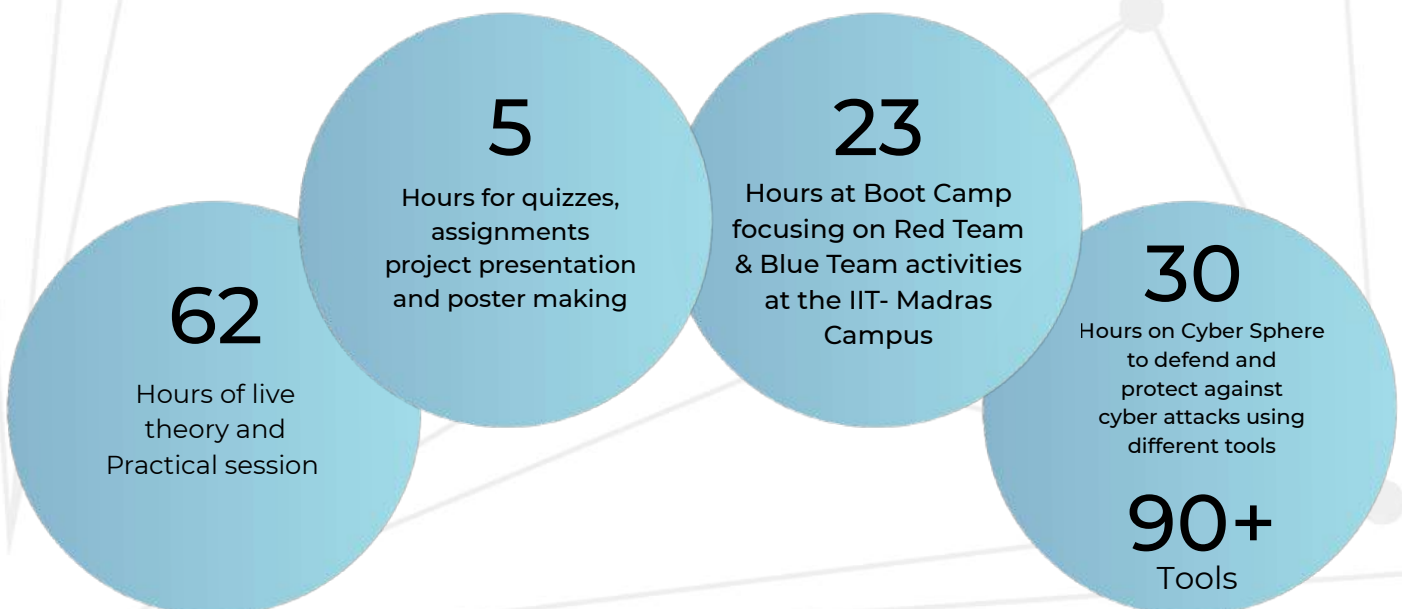 62
Hours of live
theory and
Practical session
5
Hours for quizzes,
assignments
project presentation
and poster making
23
Hours at Boot Camp
focusing on Red Team
& Blue Team activities
at the IIT- Madras
Campus
30
Hours on Cyber Sphere
to defend and
protect against
cyber attacks using
different tools
90+
Tools